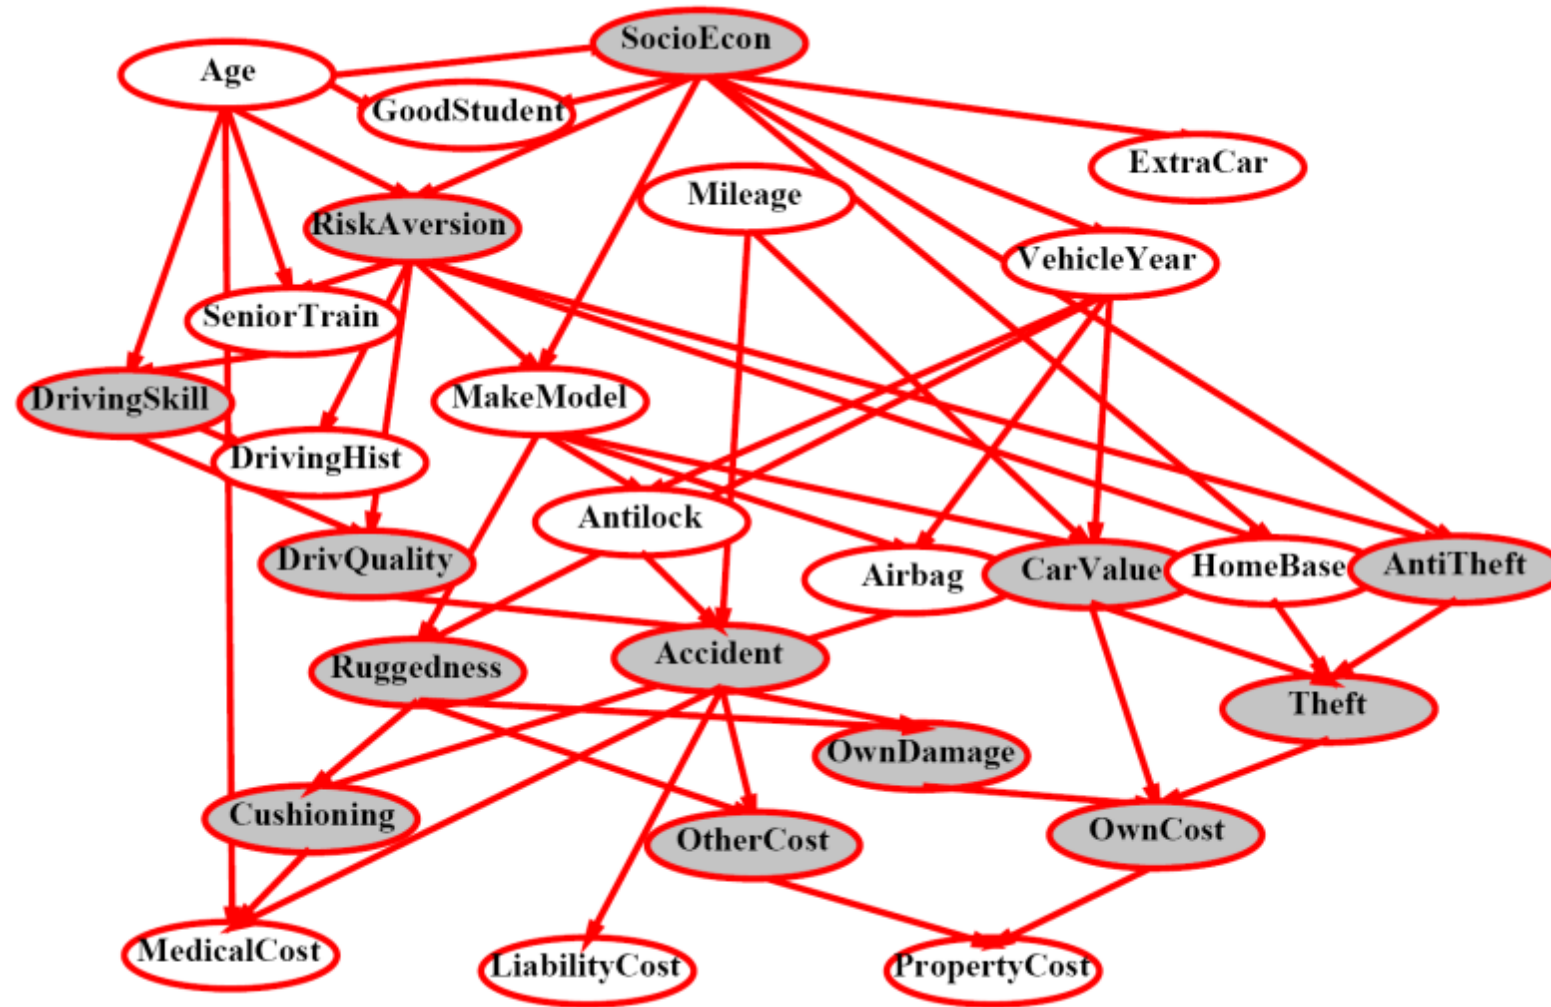 SocioEcon
Age
GoodStudent
ExtraCar
Mileage
RiskAversion
VehicleYear
SeniorTrain
DrivingSkill
MakeModel
DrivingHist
Antilock
DrivQuality
Airbag
CarValue
HomeBase
AntiTheft
Ruggedness
Accident
Theft
OwnDamage
Cushioning
OtherCost
OwnCost
MedicalCost
LiabilityCost
PropertyCost